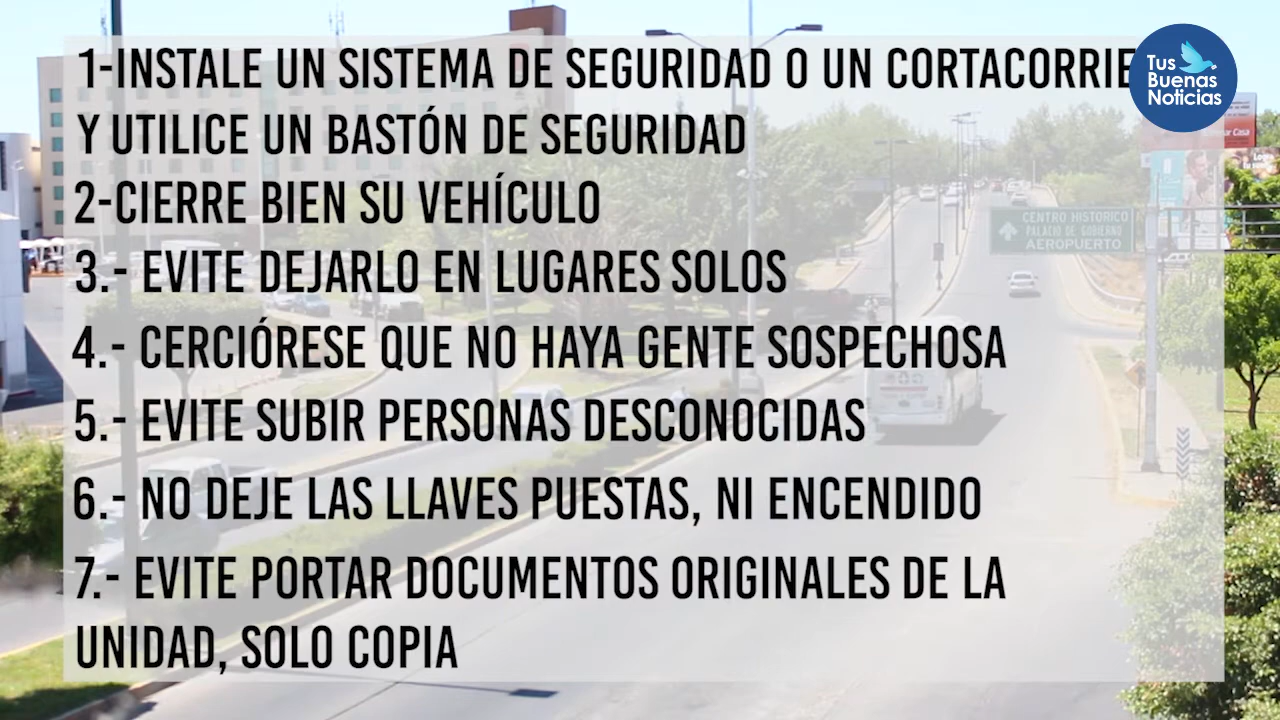 1-INSTALE UN SISTEMA DE SEGURIDAD O UN CORTACORRIE
Y UTILICE UN BASTÓN DE SEGURIDAD
2-CIERRE BIEN SU VEHÍCULO
3.- EVITE DEJARLO EN LUGARES SOLOS
4.- CERCIÓRESE QUE NO HAYA GENTE SOSPECHOSA
5.- EVITE SUBIR PERSONAS DESCONOCIDAS
6.- NO DEJE LAS LLAVES PUESTAS, NI ENCENDIDO
7.- EVITE PORTAR DOCUMENTOS ORIGINALES DE LA
UNIDAD, SOLO COPIA
Tus
Buenas
Noticias
CENTRO HISTORICO
PALACIO DE GOBIERNO
AEROPUERTO
Casa